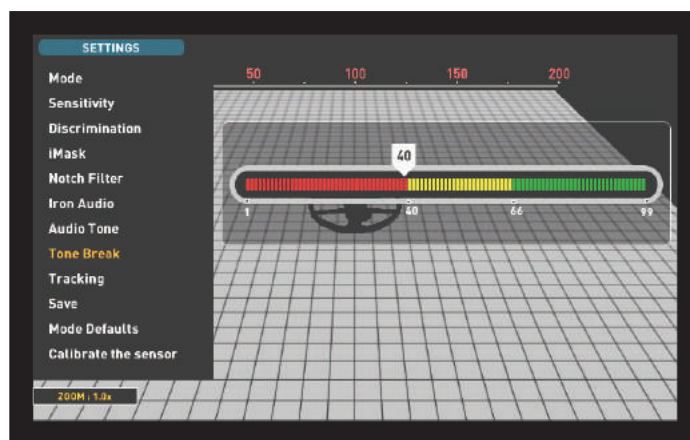 SETTINGS
Mode
Sensitivity
Discrimination
iMask
Notch Filter
Iron Audio
Audio Tone
Tone Break
Tracking
Save
Mode Defaults
Calibrate the sensor
ZOOM : 1.0x
50 100 150 200
40
1 40 66 99